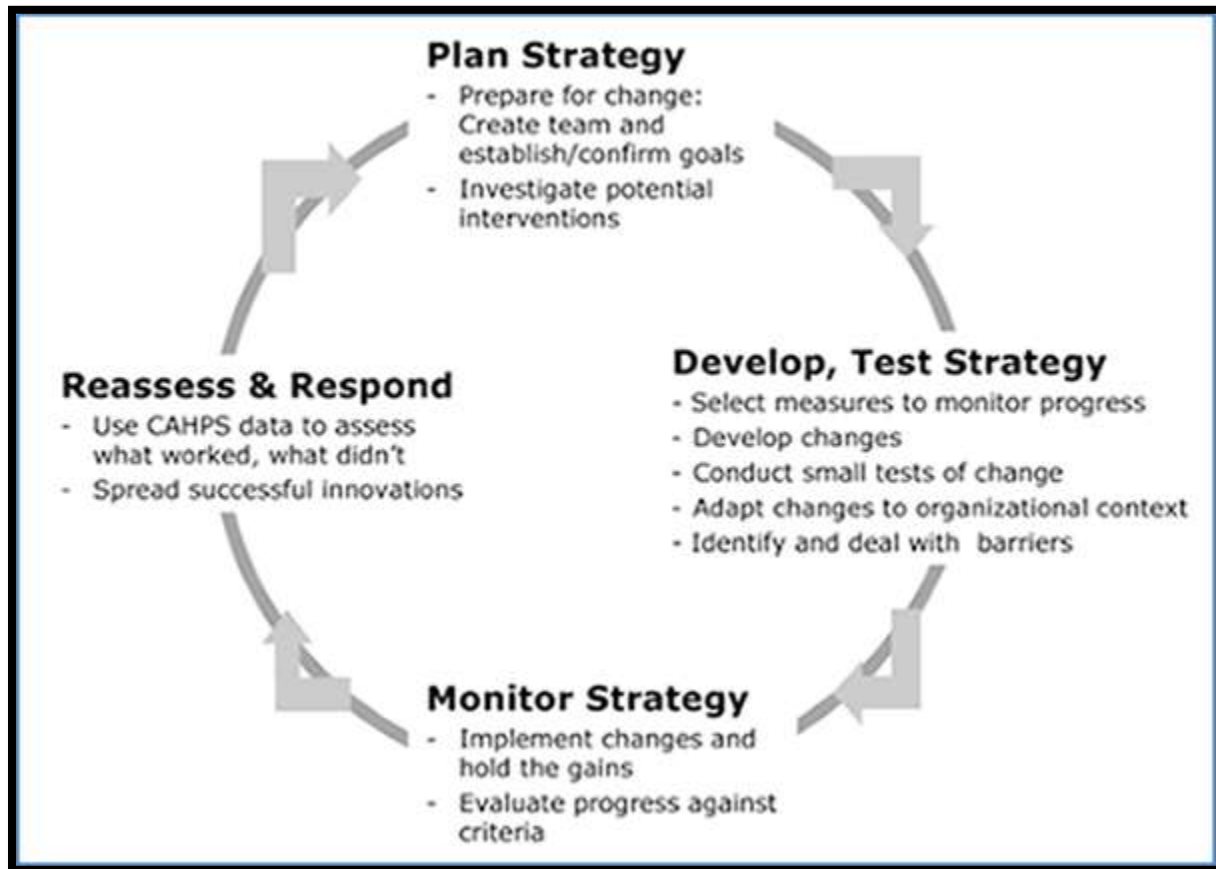 Plan Strategy
- Prepare for change:
Create team and
establish/confirm goals
- Investigate potential
interventions
Develop, Test Strategy
- Select measures to monitor progress
- Develop changes
- Conduct small tests of change
- Adapt changes to organizational context
- Identify and deal with barriers
Monitor Strategy
- Implement changes and
hold the gains
- Evaluate progress against
criteria
Reassess & Respond
- Use CAHPS data to assess
what worked, what didn't
- Spread successful innovations